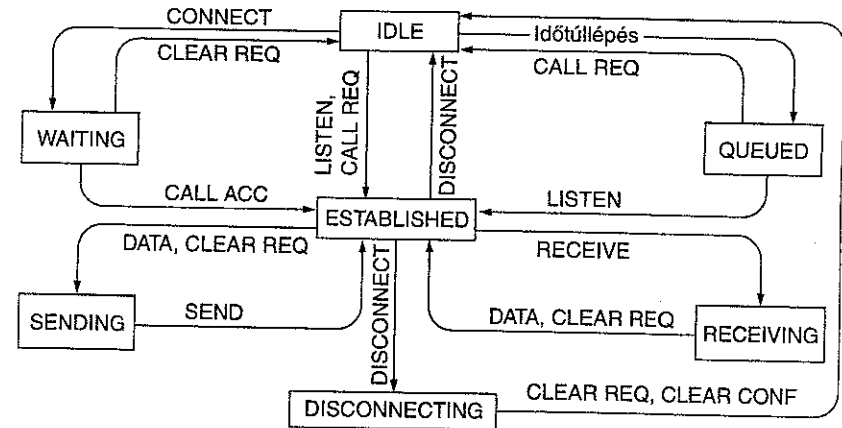 CONNECT
IDLE
Időtúllépés
CLEAR REQ
CALL REQ
WAITING
LISTEN,
CALL REQ
DISCONNECT
QUEUED
CALL ACC
LISTEN
ESTABLISHED
DATA, CLEAR REQ
RECEIVE
SENDING
SEND
DISCONNECT
DATA, CLEAR REQ
RECEIVING
DISCONNECTING
CLEAR REQ, CLEAR CONF